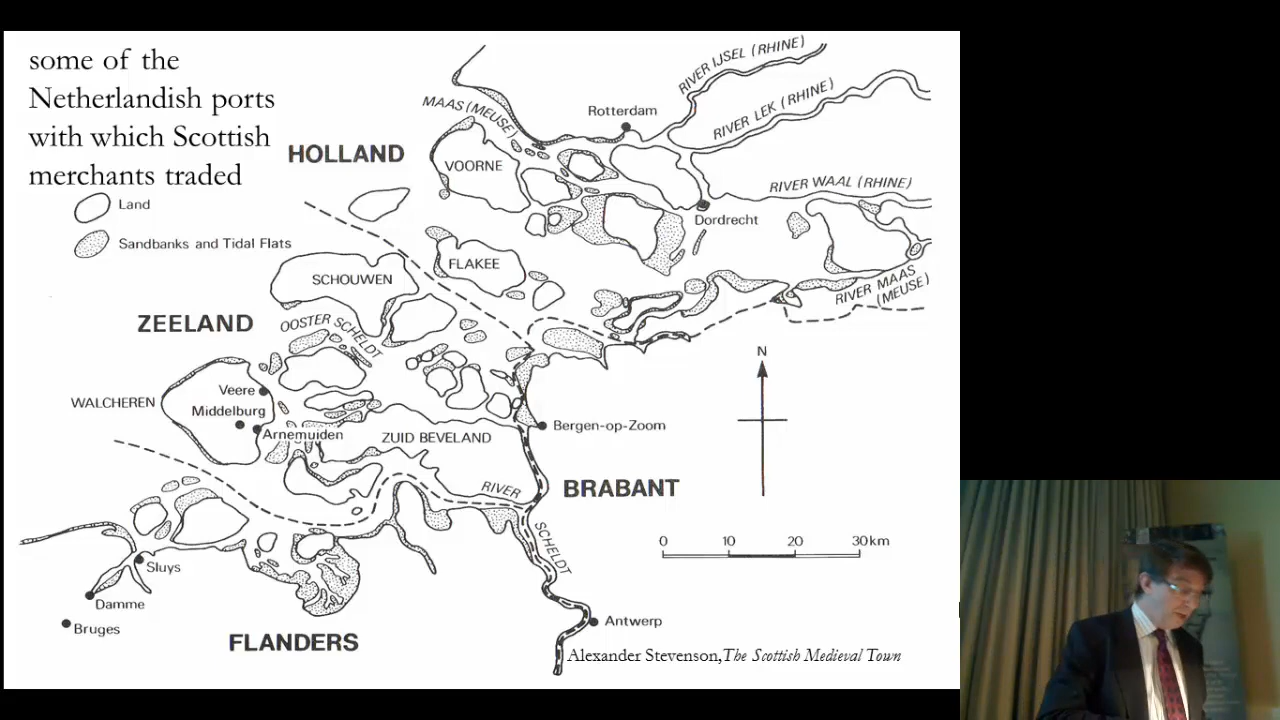 some of the
Netherlandish ports
with which Scottish
merchants traded
Land
Sandbanks and Tidal Flats
HOLLAND
MAAS (MEUSE)
VOORNE
Rotterdam
RIVER IJSEL (RHINE)
RIVER LEK (RHINE)
RIVER WAAL (RHINE)
Dordrecht
RIVER MAAS
(MEUSE)
FLAKEE
SCHOUWEN
ZEELAND
OOSTER SCHELDT
WALCHEREN
Veere
Middelburg
Arnemuiden
ZUID BEVELAND
Bergen-op-Zoom
N
BRABANT
RIVER
SCHELDT
0 10 20 30km
Sluys
Damme
Bruges
FLANDERS
Antwerp
Alexander Stevenson,The Scottish Medieval Town